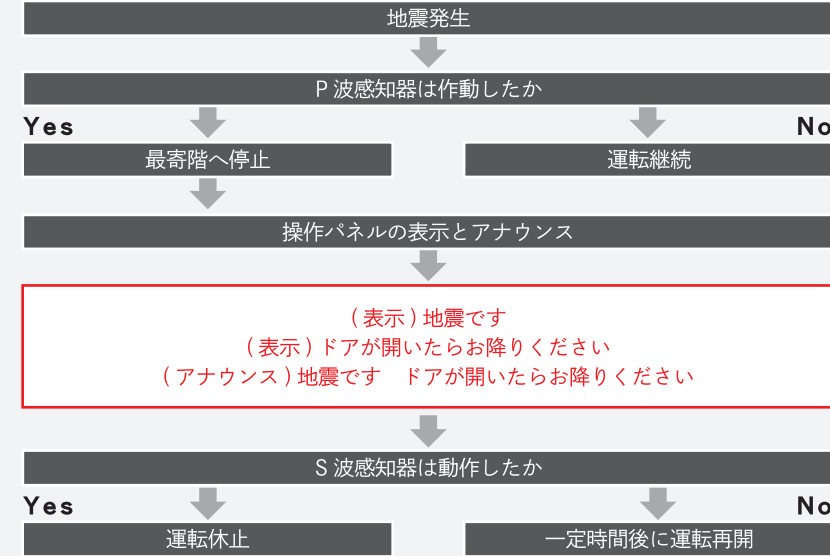 地震発生
P 波感知器は作動したか
Yes No
最寄階へ停止 運転継続
操作パネルの表示とアナウンス
(表示)地震です
(表示)ドアが開いたらお降りください
(アナウンス)地震です　ドアが開いたらお降りください
S 波感知器は動作したか
Yes No
運転休止 一定時間後に運転再開